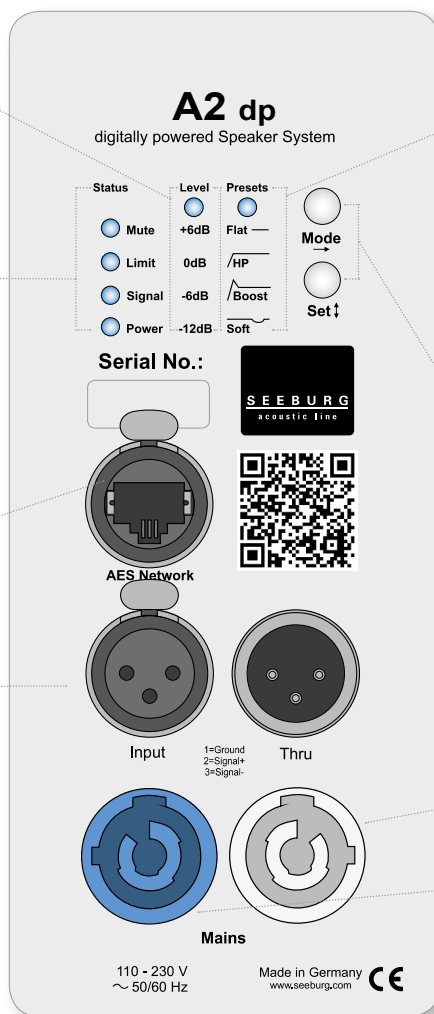 A2 dp
digitally powered Speaker System
Status Level Presets
Mute +6dB Flat
Mode
Limit 0dB HP
Signal -6dB Boost
Set
Power -12dB Soft
Serial No.:
SEEBURG
acoustic line
AES Network
Input
1=Ground
2=Signal+
3=Signal-
Thru
Mains
110 - 230 V
~ 50/60 Hz
Made in Germany
www.seeburg.com
CE